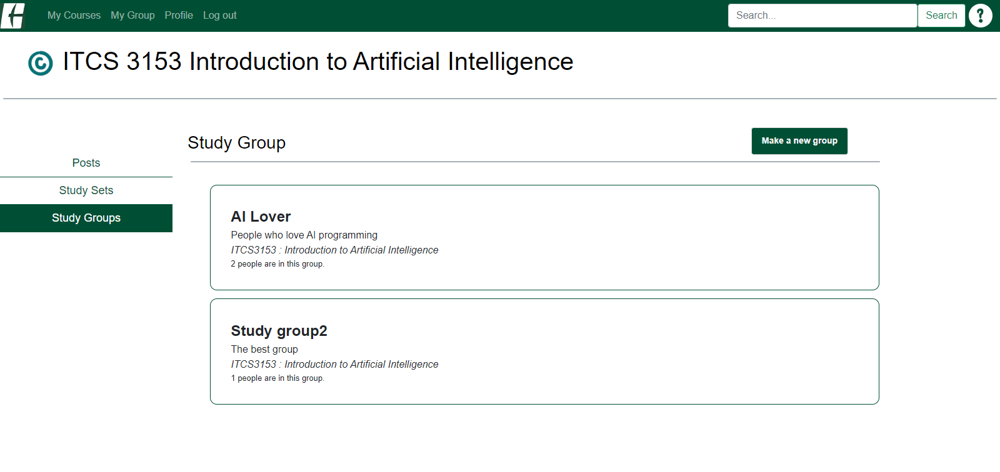 My Courses My Group Profile Log out Search... Search ?
© ITCS 3153 Introduction to Artificial Intelligence
Study Group
Make a new group
Posts
Study Sets
Study Groups
AI Lover
People who love AI programming
ITCS3153 : Introduction to Artificial Intelligence
2 people are in this group.
Study group2
The best group
ITCS3153 : Introduction to Artificial Intelligence
1 people are in this group.